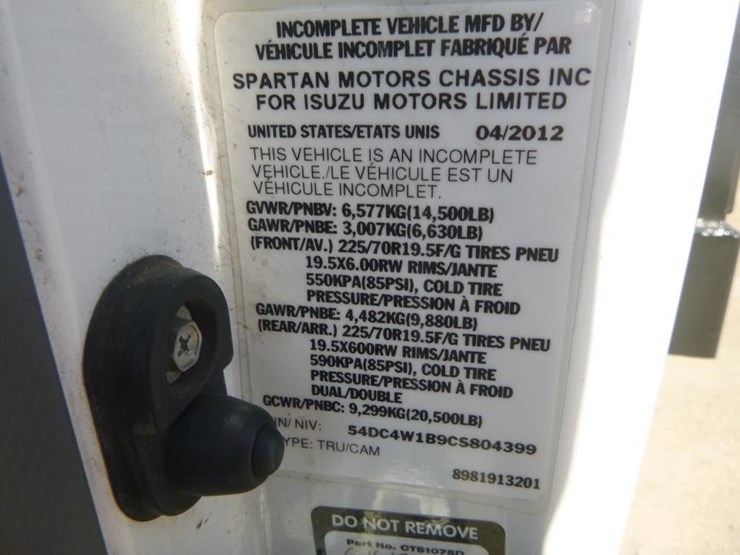 INCOMPLETE VEHICLE MFD BY/
VÉHICULE INCOMPLET FABRIQUÉ PAR
SPARTAN MOTORS CHASSIS INC
FOR ISUZU MOTORS LIMITED
UNITED STATES/ETATS UNIS 04/2012
THIS VEHICLE IS AN INCOMPLETE
VEHICLE./LE VÉHICULE EST UN
VÉHICULE INCOMPLET.
GVWR/PNBV: 6,577KG(14,500LB)
GAWR/PNBE: 3,007KG(6,630LB)
(FRONT/AV.) 225/70R19.5F/G TIRES PNEU
19.5X6.00RW RIMS/JANTE
550KPA(85PSI), COLD TIRE
PRESSURE/PRESSION À FROID
GAWR/PNBE: 4,482KG(9,880LB)
(REAR/ARR.) 225/70R19.5F/G TIRES PNEU
19.5X600RW RIMS/JANTE
590KPA(85PSI), COLD TIRE
PRESSURE/PRESSION À FROID
DUAL/DOUBLE
GCWR/PNBC: 9,299KG(20,500LB)
IN/ NIV: 54DC4W1B9CS804399
YPE: TRU/CAM
8981913201
DO NOT REMOVE
Part No. CTS1075D